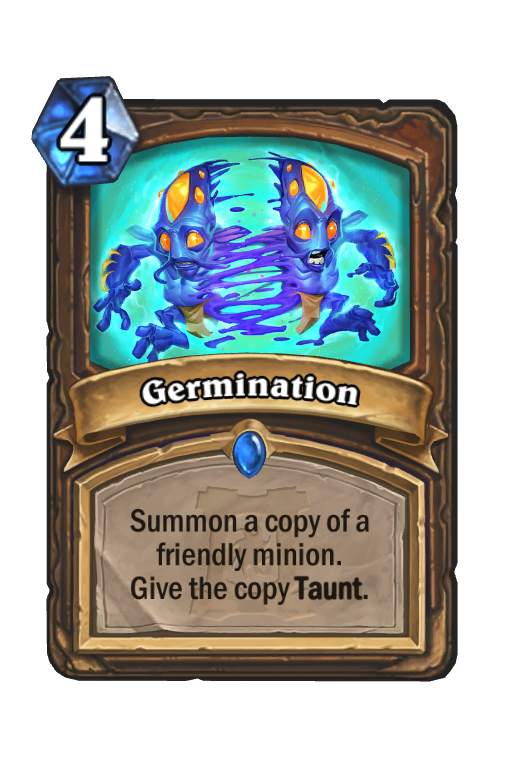 4
Germination
Summon a copy of a
friendly minion.
Give the copy Taunt.